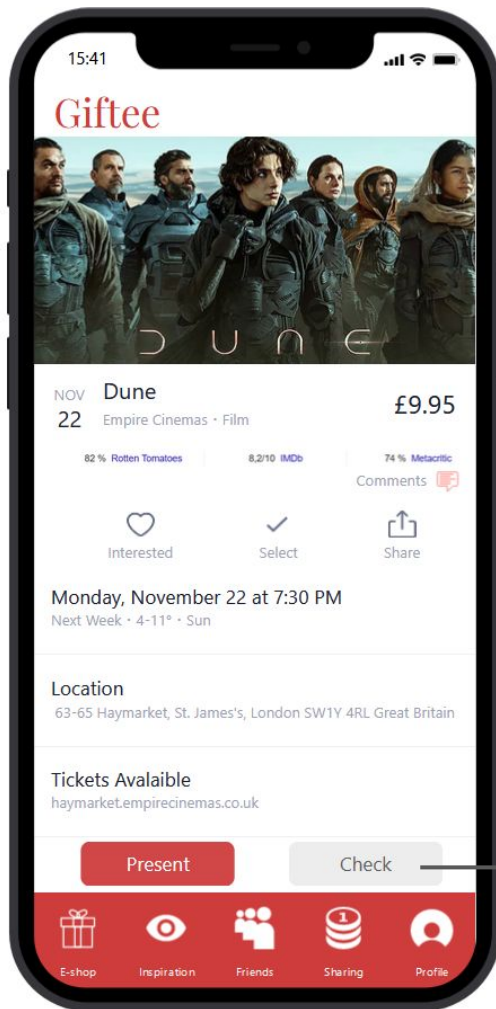 15:41
Giftee
DUNE
NOV
22
Dune
Empire Cinemas · Film
£9.95
82 % Rotten Tomatoes
8,2/10 IMDb
74 % Metacritic
Comments
Interested
Select
Share
Monday, November 22 at 7:30 PM
Next Week · 4-11° · Sun
Location
63-65 Haymarket, St. James's, London SW1Y 4RL Great Britain
Tickets Avalaible
haymarket.empirecinemas.co.uk
Present
Check
1
E-shop
Inspiration
Friends
Sharing
Profile